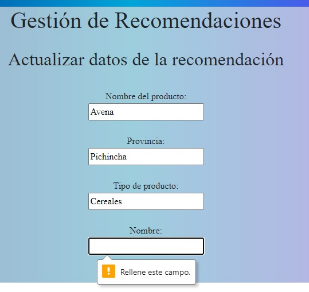 Gestión de Recomendaciones
Actualizar datos de la recomendación
Nombre del producto:
Avena
Provincia:
Pichincha
Tipo de producto:
Cereales
Nombre:
Rellene este campo.